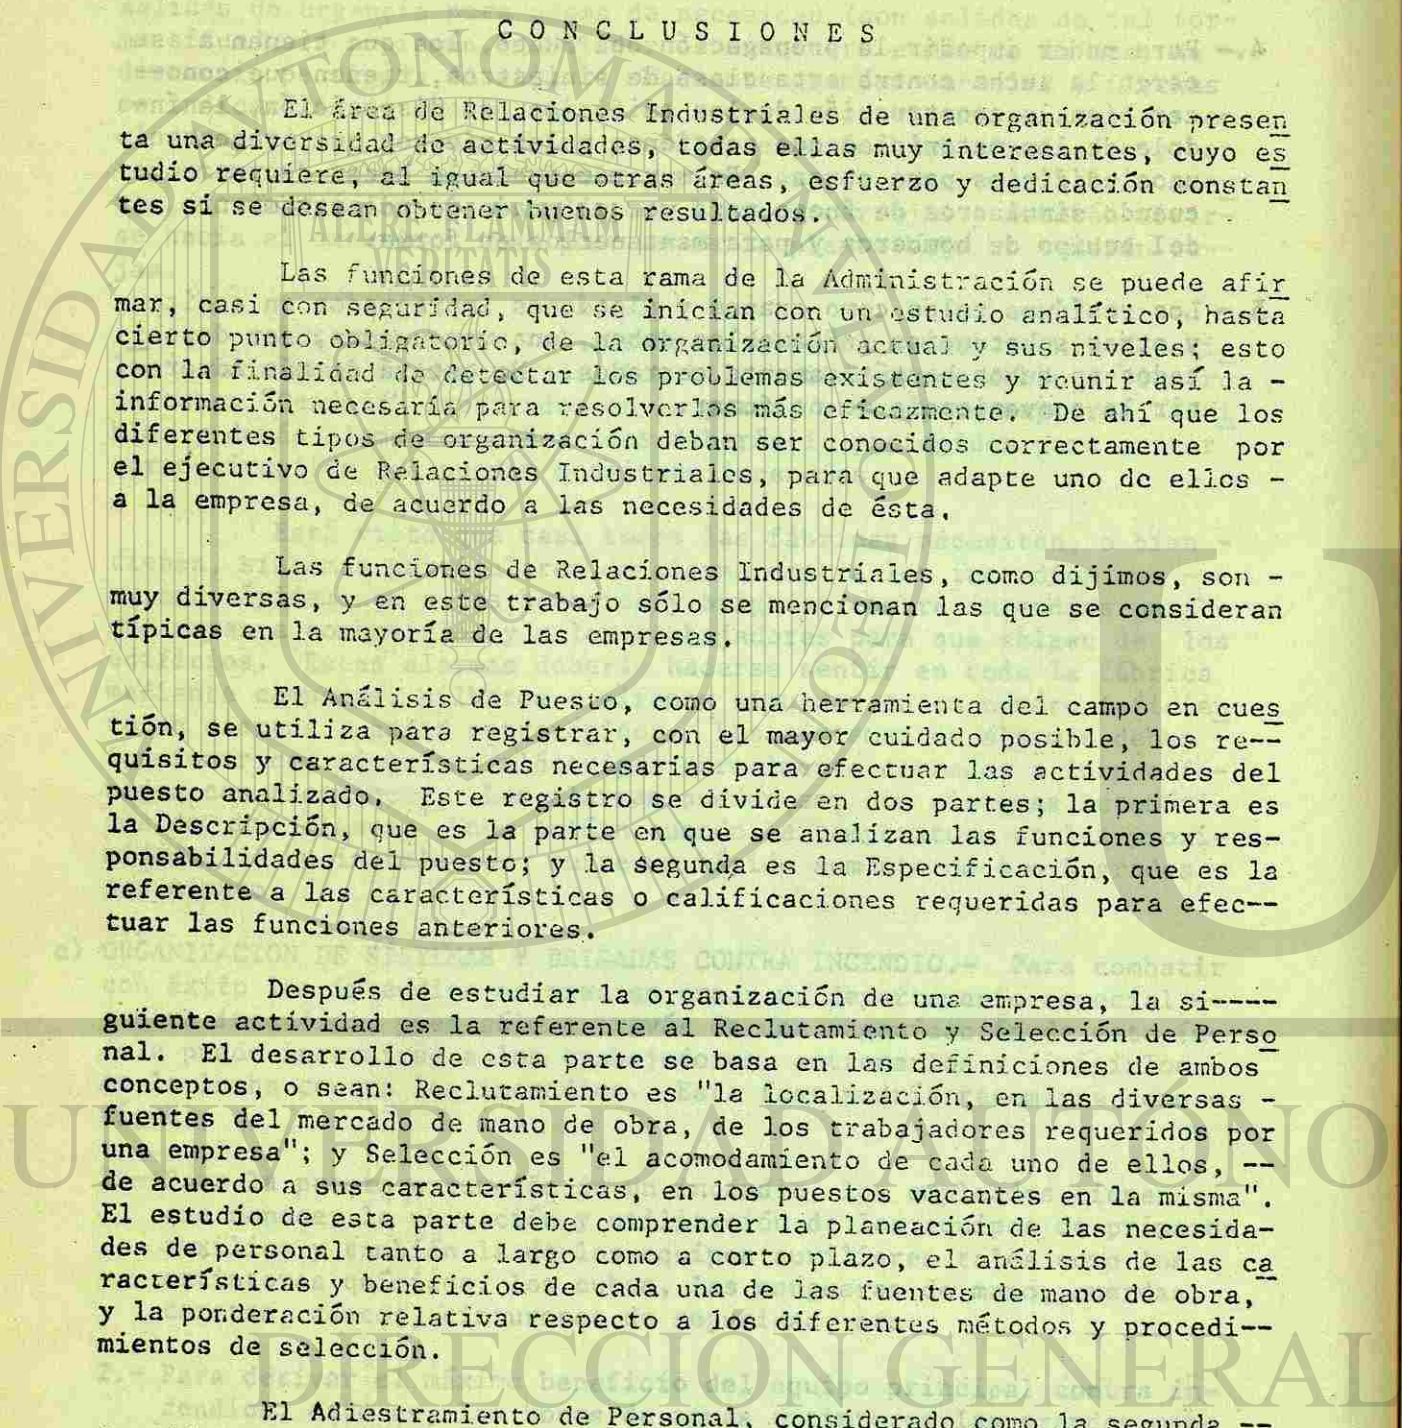 C O N C L U S I O N E S
El área de Relaciones Industriales de una organización presen
ta una diversidad de actividades, todas ellas muy interesantes, cuyo es
tudio requiere, al igual que otras áreas, esfuerzo y dedicación constan
tes si se desean obtener buenos resultados.
Las funciones de esta rama de la Administración se puede afir
mar, casi con seguridad, que se inician con un estudio analítico, hasta
cierto punto obligatorio, de la organización actual y sus niveles; esto
con la finalidad de detectar los problemas existentes y reunir así la -
información necesaria para resolverlos más eficazmente. De ahí que los
diferentes tipos de organización deban ser conocidos correctamente por
el ejecutivo de Relaciones Industriales, para que adapte uno de ellos -
a la empresa, de acuerdo a las necesidades de ésta.
Las funciones de Relaciones Industriales, como dijimos, son -
muy diversas, y en este trabajo sólo se mencionan las que se consideran
típicas en la mayoría de las empresas.
El Análisis de Puesto, como una herramienta del campo en cues
tión, se utiliza para registrar, con el mayor cuidado posible, los re--
quisitos y características necesarias para efectuar las actividades del
puesto analizado. Este registro se divide en dos partes; la primera es
la Descripción, que es la parte en que se analizan las funciones y res-
ponsabilidades del puesto; y la segunda es la Especificación, que es la
referente a las características o calificaciones requeridas para efec--
tuar las funciones anteriores.
Después de estudiar la organización de una empresa, la si-----
guiente actividad es la referente al Reclutamiento y Selección de Perso
nal. El desarrollo de esta parte se basa en las definiciones de ambos
conceptos, o sean: Reclutamiento es "la localización, en las diversas -
fuentes del mercado de mano de obra, de los trabajadores requeridos por
una empresa"; y Selección es "el acomodamiento de cada uno de ellos, --
de acuerdo a sus características, en los puestos vacantes en la misma".
El estudio de esta parte debe comprender la planeación de las necesida-
des de personal tanto a largo como a corto plazo, el análisis de las ca
racterísticas y beneficios de cada una de las fuentes de mano de obra,
y la ponderación relativa respecto a los diferentes métodos y procedi--
mientos de selección.
El Adiestramiento de Personal, considerado como la segunda --
UNIVERSIDAD AUTÓNO
DIRECCIÓN GENERAL
ALERE FLAMMAM
VERITATIS
U